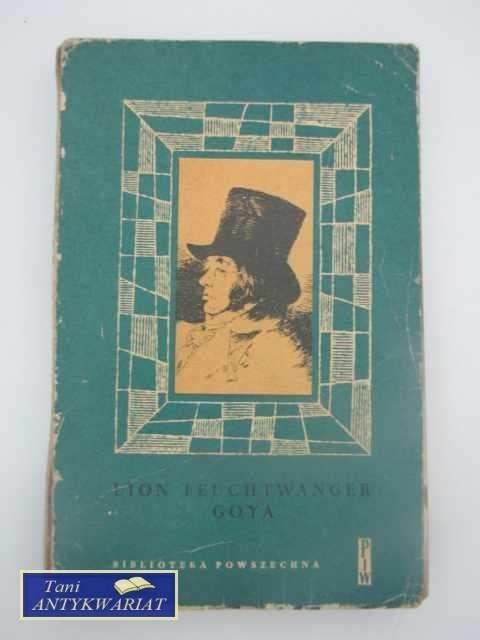 LION FEUCHTWANGER
GOYA
BIBLIOTEKA POWSZECHNA
PIW
Tani
ANTYKWARIAT